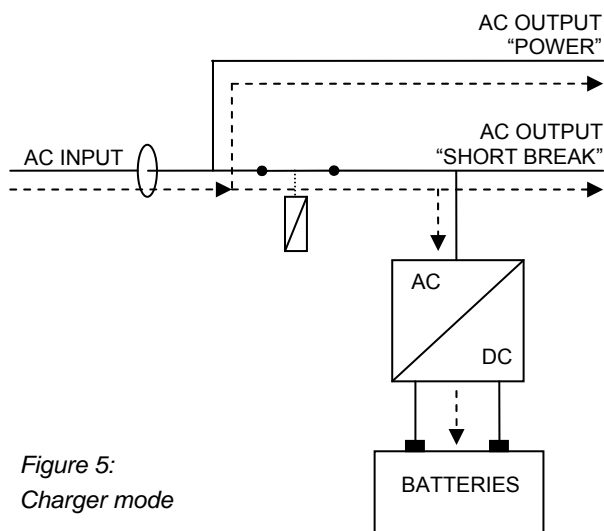 AC OUTPUT
“POWER”
AC INPUT
AC OUTPUT
“SHORT BREAK”
AC
DC
BATTERIES
Figure 5:
Charger mode